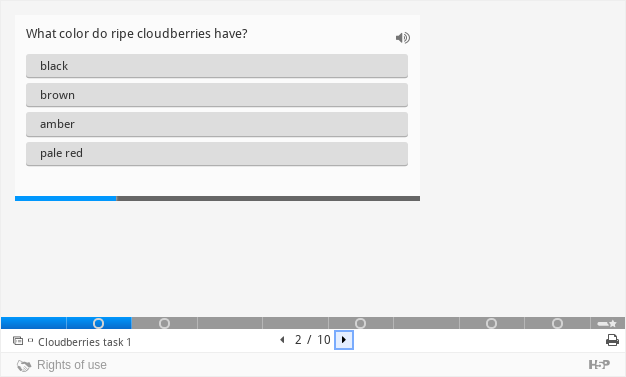 What color do ripe cloudberries have?
black
brown
amber
pale red
Cloudberries task 1
2 / 10
Rights of use
H5P